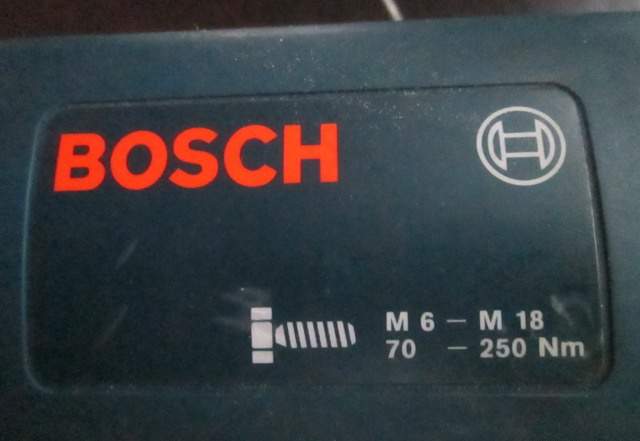 BOSCH
M 6 — M 18
70 — 250 Nm